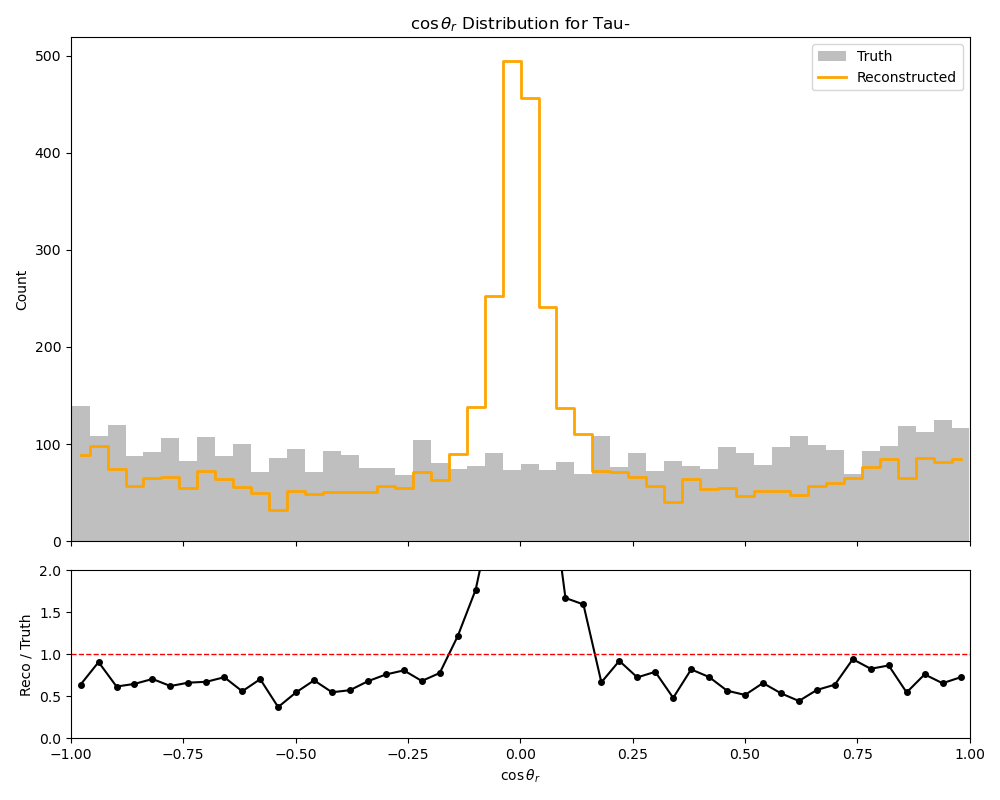 cos θr Distribution for Tau-
Truth
Reconstructed
500
400
300
200
100
0
Count
2.0
1.5
1.0
0.5
0.0
Reco / Truth
−1.00 −0.75 −0.50 −0.25 0.00 0.25 0.50 0.75 1.00
cos θr